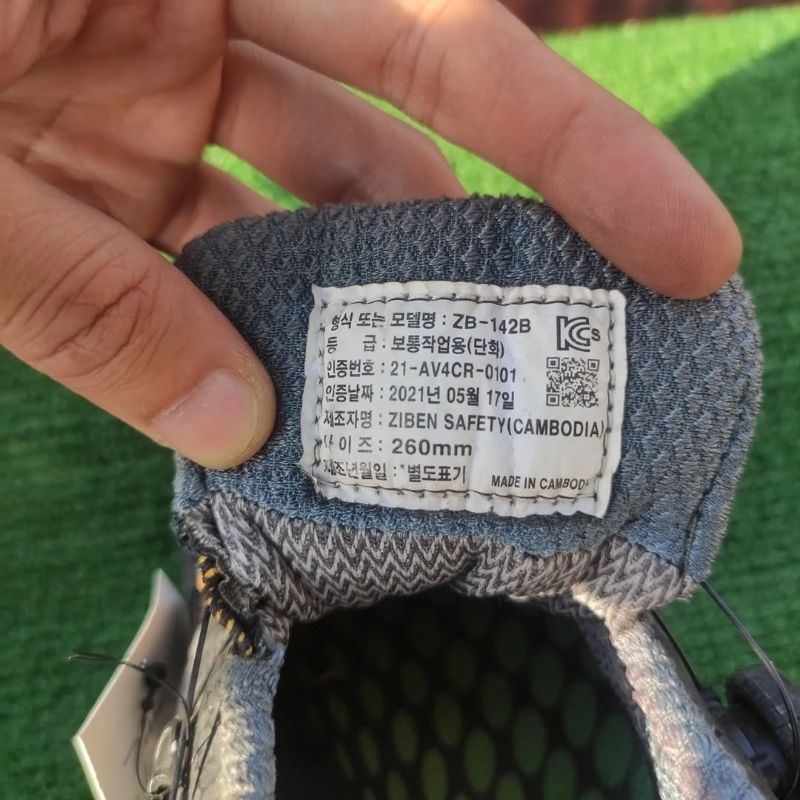 형식 또는 모델명 : ZB-142B
등 급 : 보통작업용(단화)
인증번호 : 21-AV4CR-0101
인증날짜 : 2021년 05월 17일
제조자명 : ZIBEN SAFETY(CAMBODIA)
사이즈 : 260mm
제조년월일 : *별도표기
MADE IN CAMBODIA
KCs